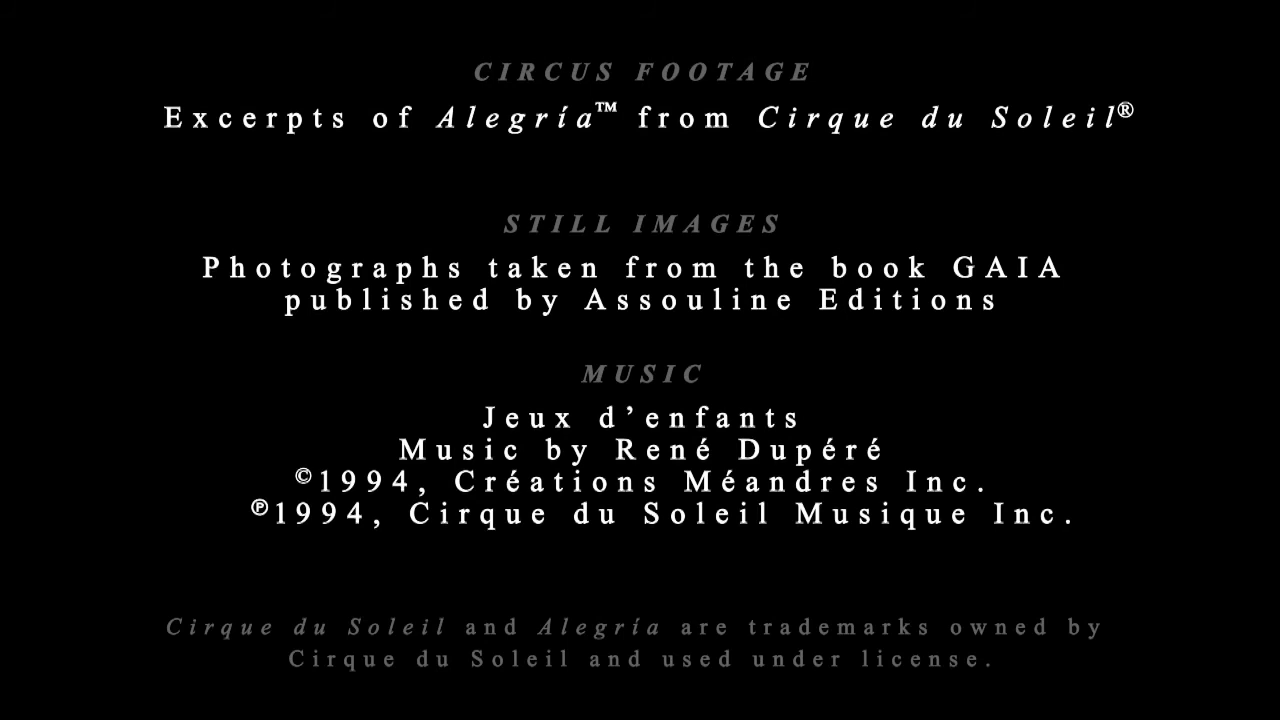 CIRCUS FOOTAGE
Excerpts of Alegría™ from Cirque du Soleil®
STILL IMAGES
Photographs taken from the book GAIA
published by Assouline Editions
MUSIC
Jeux d’enfants
Music by René Dupéré
©1994, Créations Méandres Inc.
℗1994, Cirque du Soleil Musique Inc.
Cirque du Soleil and Alegría are trademarks owned by
Cirque du Soleil and used under license.